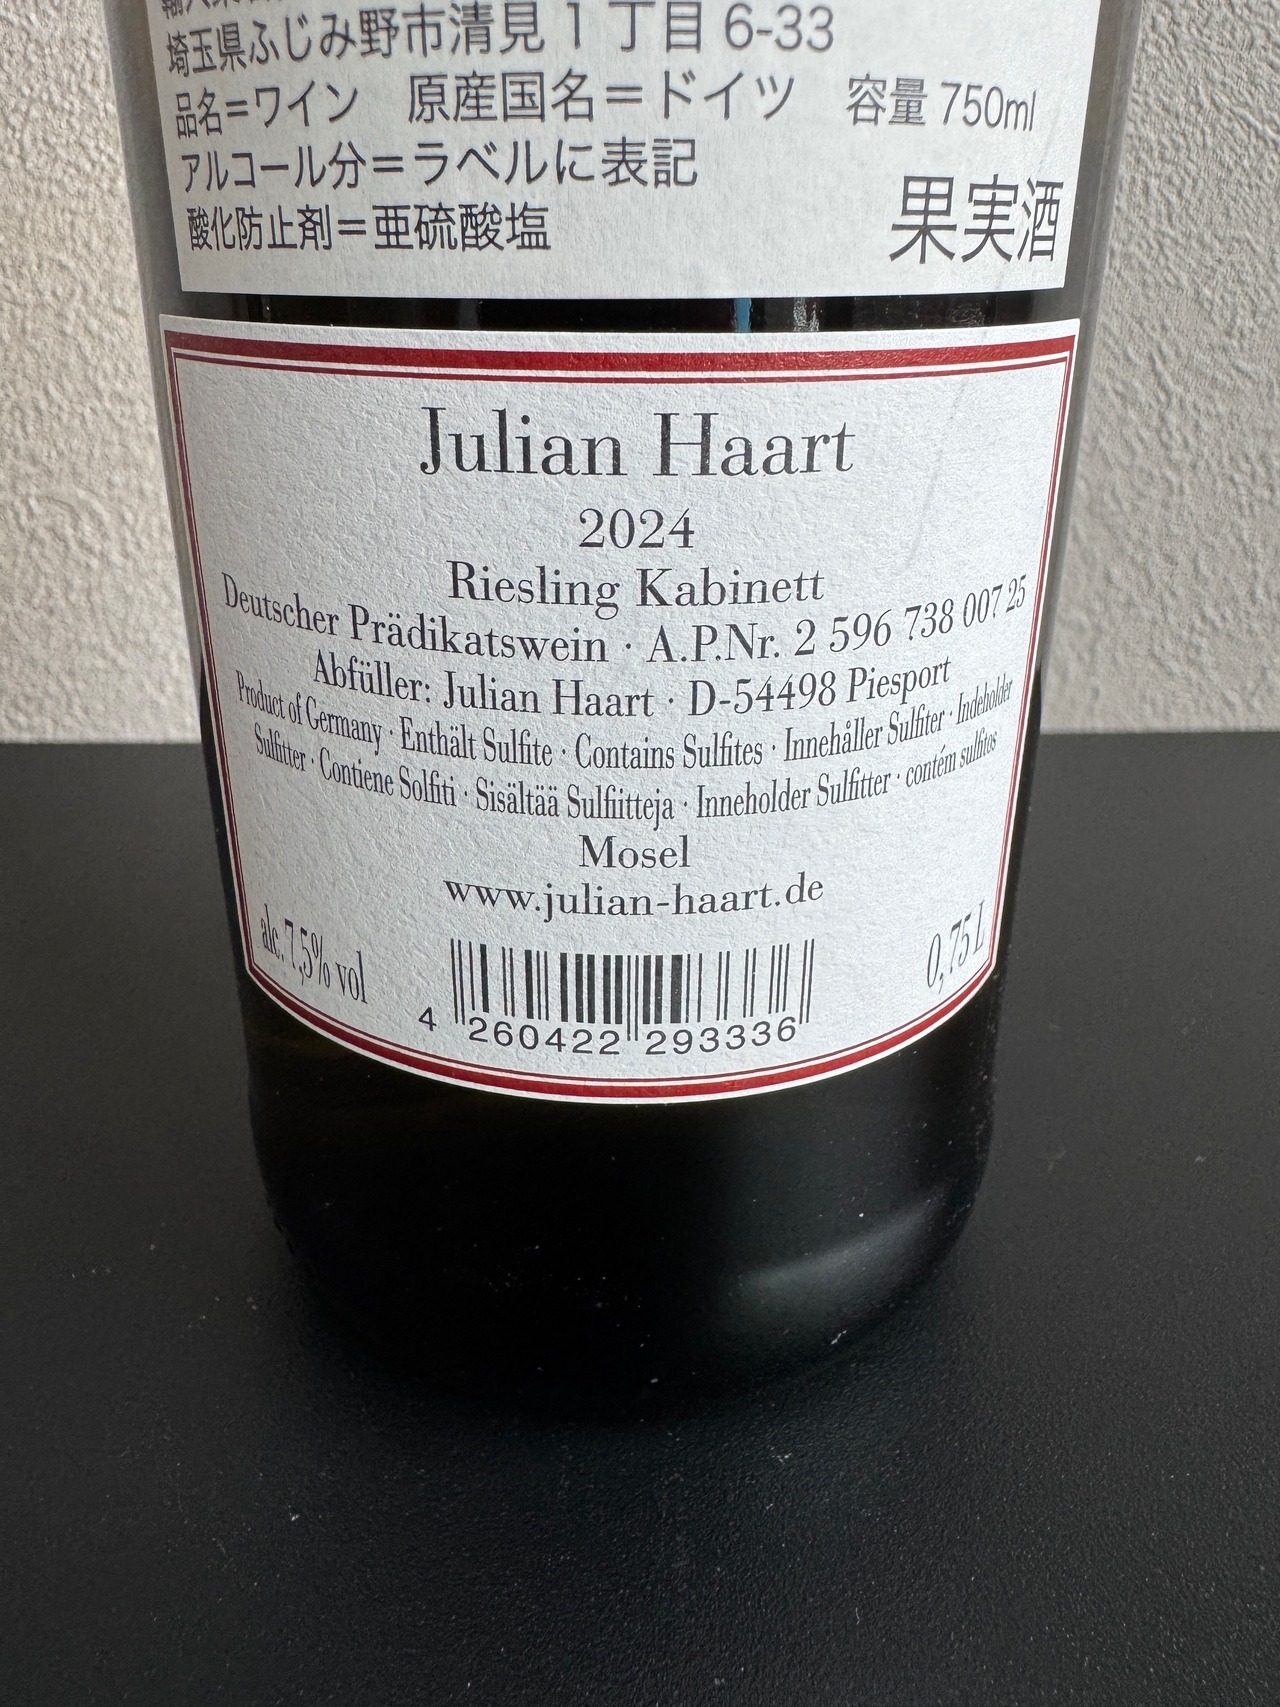 埼玉県ふじみ野市清見1丁目6-33
品名=ワイン 原産国名=ドイツ 容量750ml
アルコール分=ラベルに表記
酸化防止剤=亜硫酸塩 果実酒
Julian Haart
2024
Riesling Kabinett
Deutscher Prädikatswein · A.P.Nr. 2 596 738 007 25
Abfüller: Julian Haart · D-54498 Piesport
Product of Germany · Enthält Sulfite · Contains Sulfites · Innehåller Sulfiter · Indeholder
Sulfitter · Contiene Solfiti · Sisältää Sulfiitteja · Inneholder Sulfitter · contém sulfitos
Mosel
www.julian-haart.de
alc. 7,5% vol 0,75 L
4 260422 293336